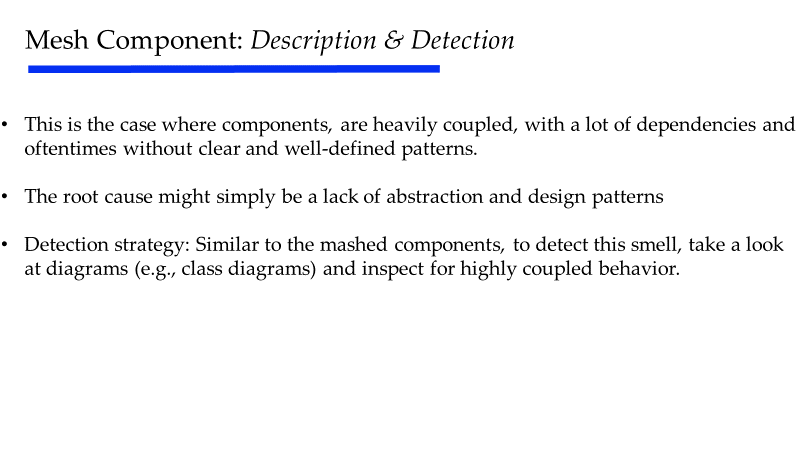 Mesh Component: Description & Detection
• This is the case where components, are heavily coupled, with a lot of dependencies and
oftentimes without clear and well-defined patterns.
• The root cause might simply be a lack of abstraction and design patterns
• Detection strategy: Similar to the mashed components, to detect this smell, take a look
at diagrams (e.g., class diagrams) and inspect for highly coupled behavior.